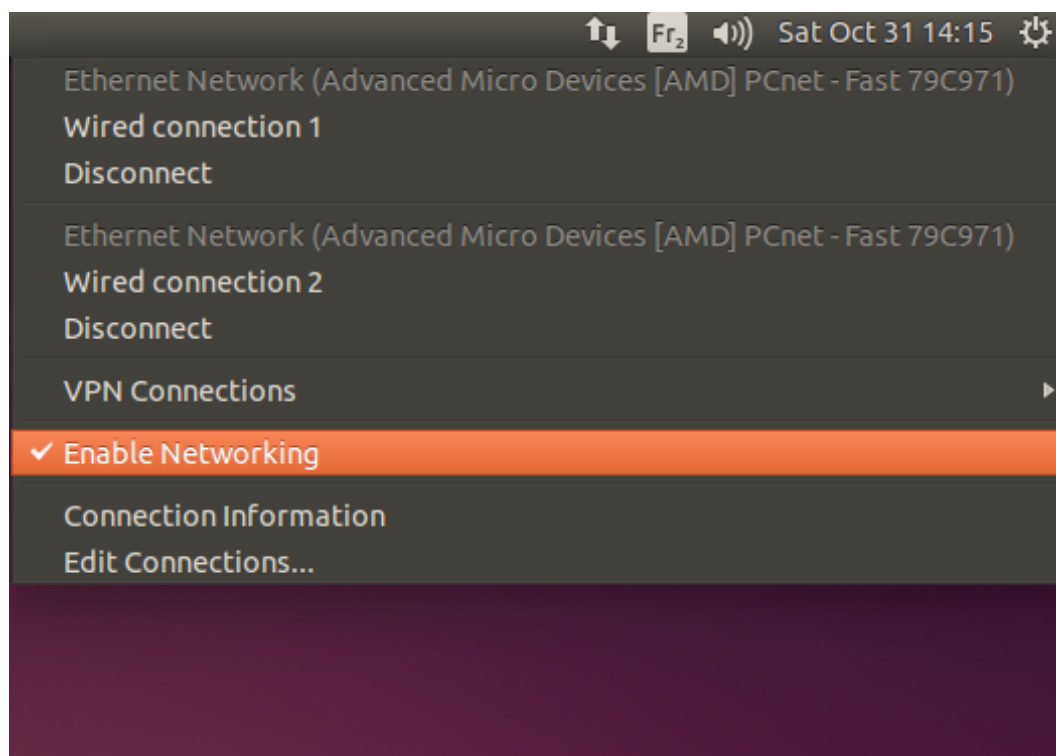 Fr₂ Sat Oct 31 14:15
Ethernet Network (Advanced Micro Devices [AMD] PCnet - Fast 79C971)
Wired connection 1
Disconnect
Ethernet Network (Advanced Micro Devices [AMD] PCnet - Fast 79C971)
Wired connection 2
Disconnect
VPN Connections
Enable Networking
Connection Information
Edit Connections...